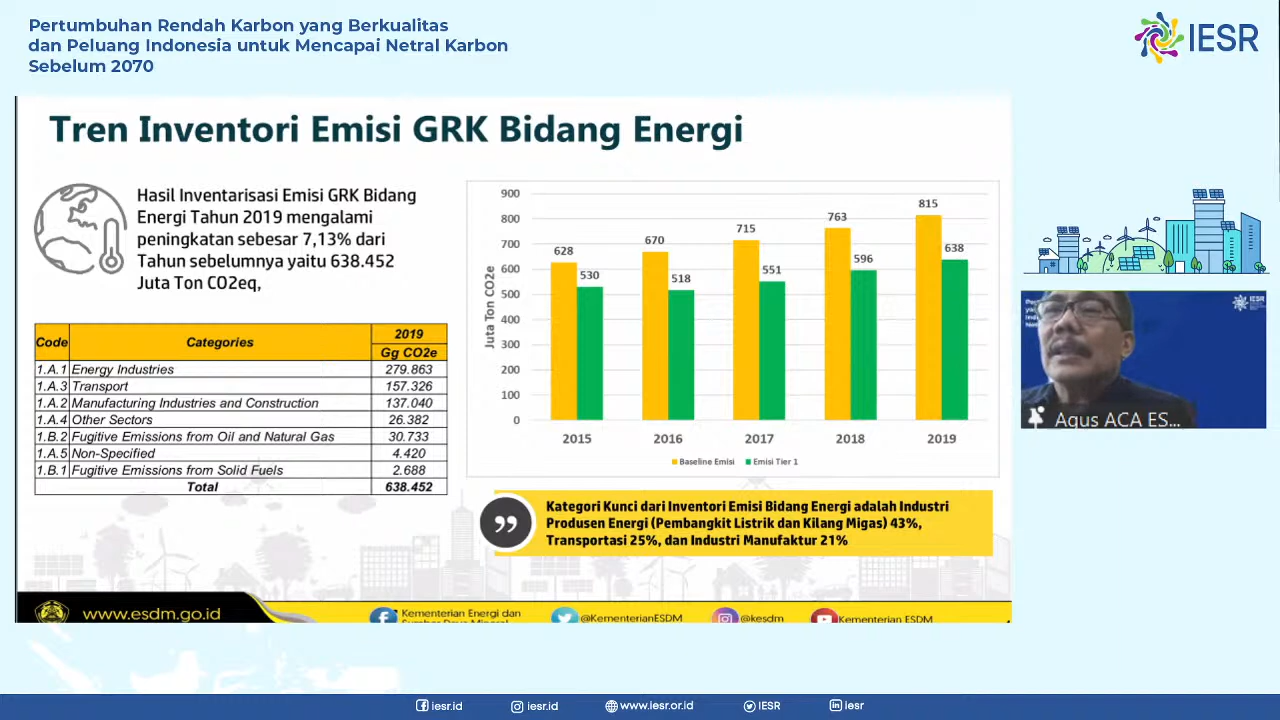 Pertumbuhan Rendah Karbon yang Berkualitas
dan Peluang Indonesia untuk Mencapai Netral Karbon
Sebelum 2070
IESR
Tren Inventori Emisi GRK Bidang Energi
Hasil Inventarisasi Emisi GRK Bidang
Energi Tahun 2019 mengalami
peningkatan sebesar 7,13% dari
Tahun sebelumnya yaitu 638.452
Juta Ton CO2eq,
Code Categories 2019
Gg CO2e
1.A.1 Energy Industries 279.863
1.A.3 Transport 157.326
1.A.2 Manufacturing Industries and Construction 137.040
1.A.4 Other Sectors 26.382
1.B.2 Fugitive Emissions from Oil and Natural Gas 30.733
1.A.5 Non-Specified 4.420
1.B.1 Fugitive Emissions from Solid Fuels 2.688
Total 638.452
Juta Ton CO2e
900
800
700
600
500
400
300
200
100
0
628 530
670 518
715 551
763 596
815 638
2015 2016 2017 2018 2019
Baseline Emisi Emisi Tier 1
Kategori Kunci dari Inventori Emisi Bidang Energi adalah Industri
Produsen Energi (Pembangkit Listrik dan Kilang Migas) 43%,
Transportasi 25%, dan Industri Manufaktur 21%
IESR
Agus ACA ES...
www.esdm.go.id
Kementerian Energi dan
Sumber Daya Mineral
@KementerianESDM
@kesdm
Kementerian ESDM
iesr.id
iesr.id
www.iesr.or.id
IESR
iesr